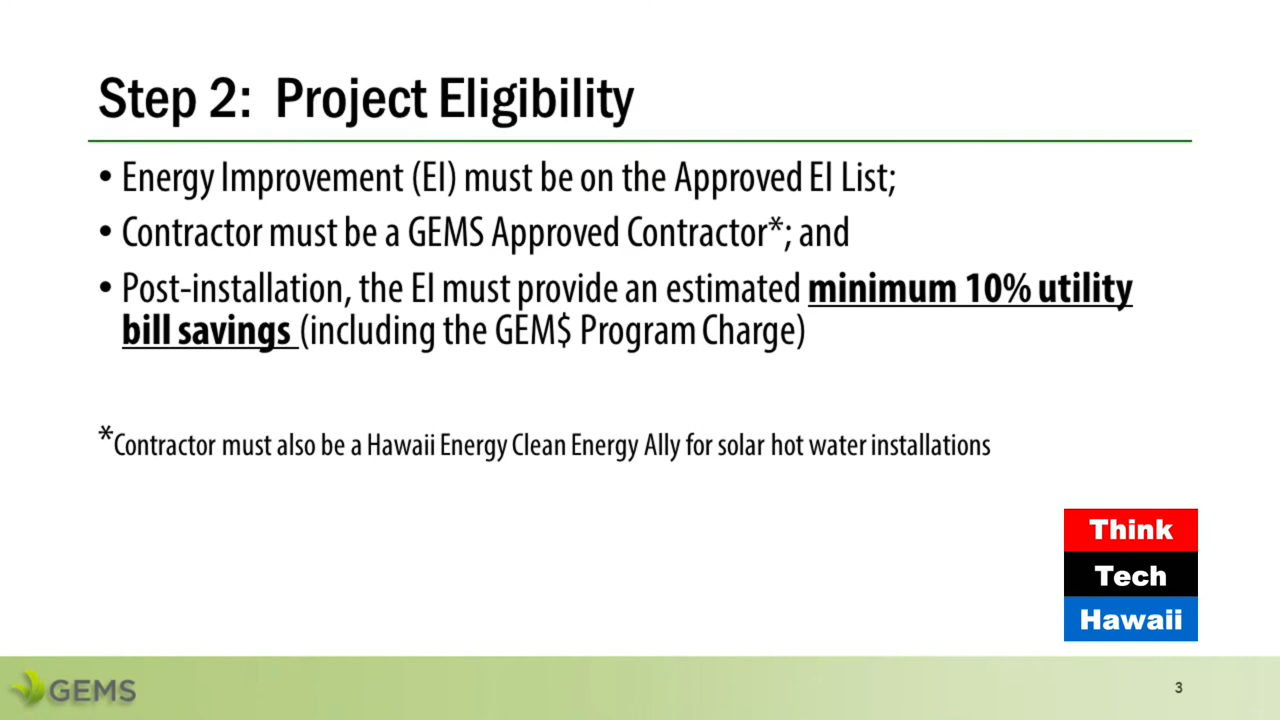 Step 2: Project Eligibility
• Energy Improvement (EI) must be on the Approved EI List;
• Contractor must be a GEMS Approved Contractor*; and
• Post-installation, the EI must provide an estimated minimum 10% utility
bill savings (including the GEM$ Program Charge)
*Contractor must also be a Hawaii Energy Clean Energy Ally for solar hot water installations
Think
Tech
Hawaii
GEMS
3